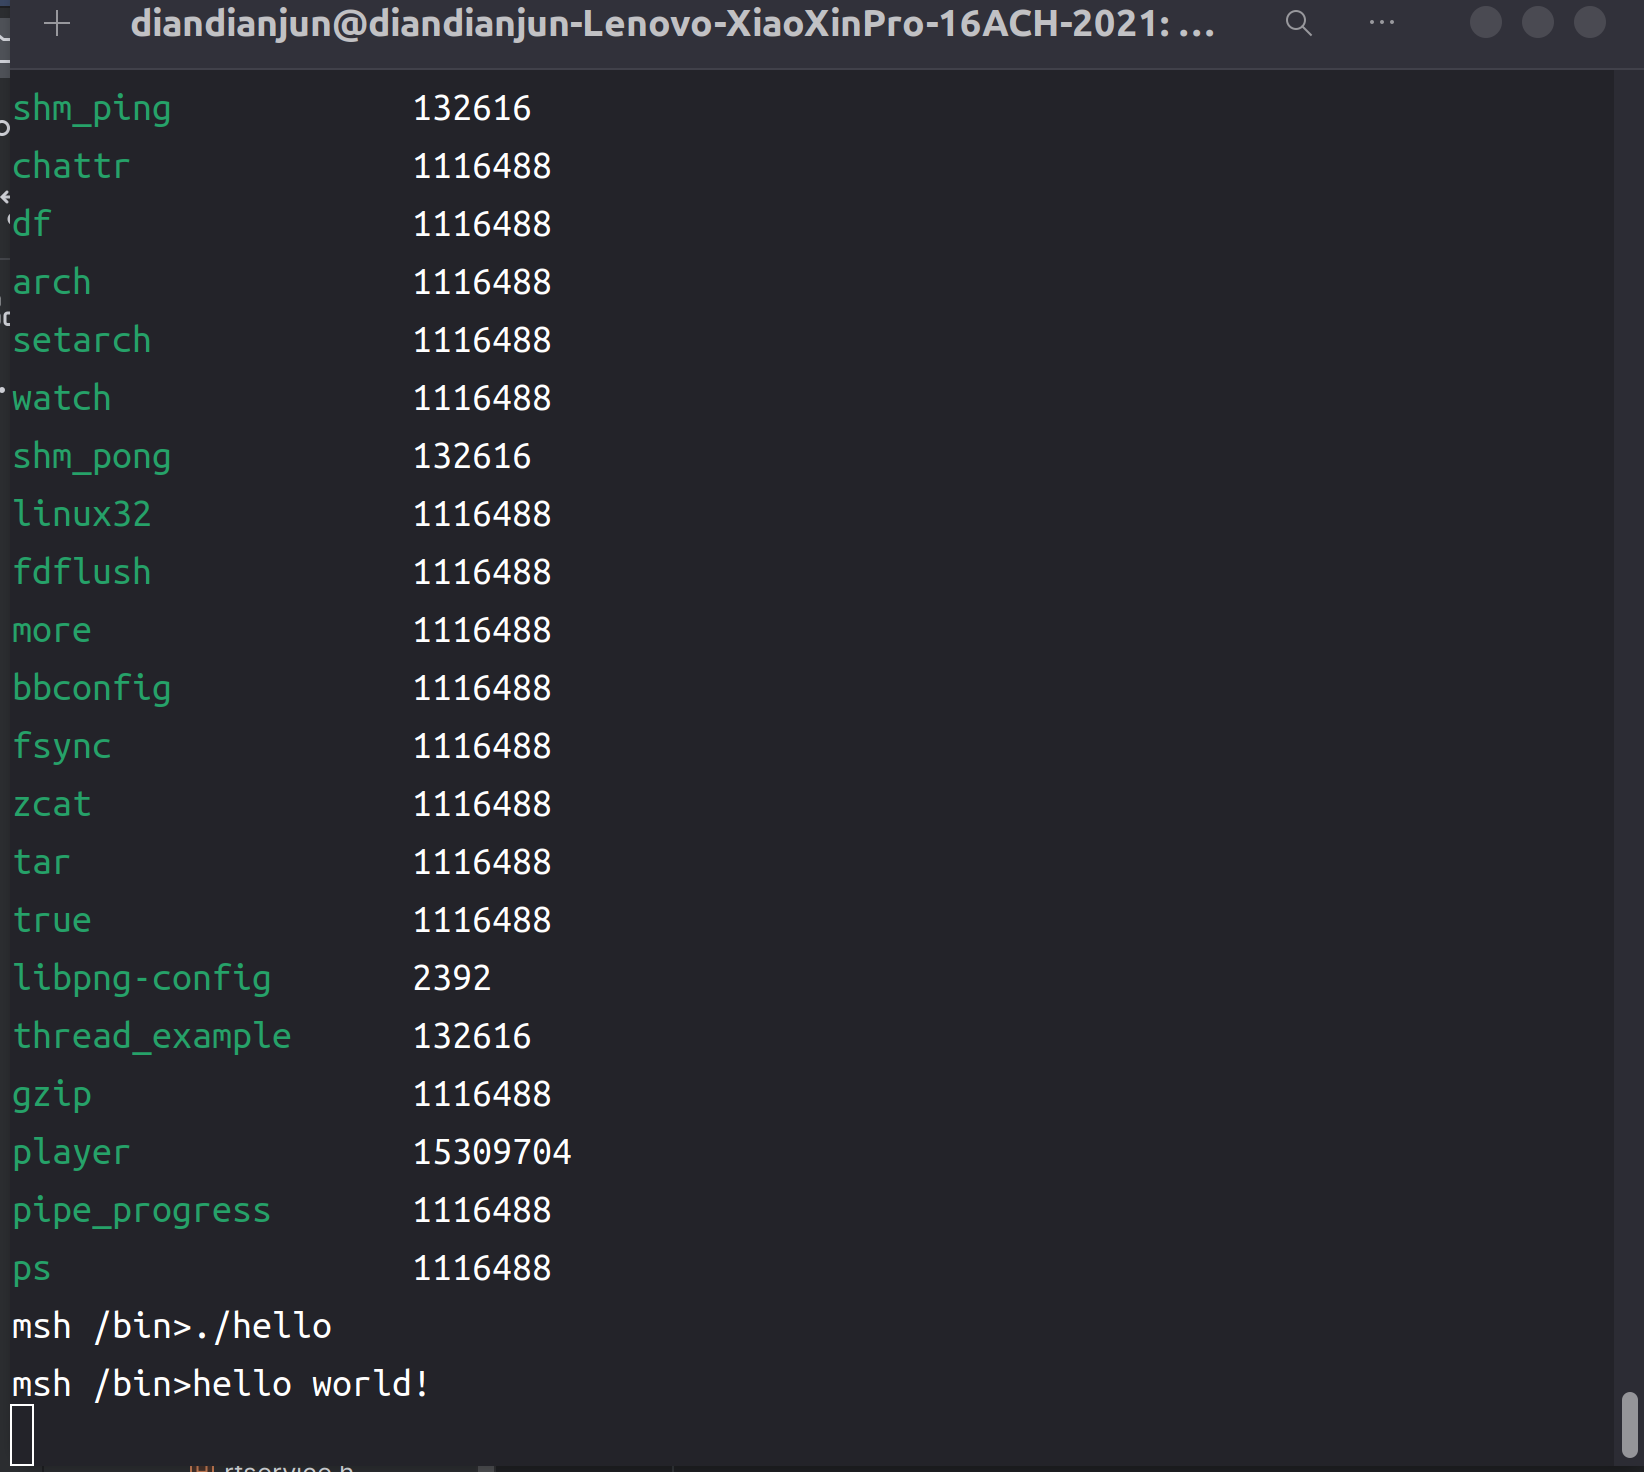 diandianjun@diandianjun-Lenovo-XiaoXinPro-16ACH-2021: ...
shm_ping 132616
chattr 1116488
df 1116488
arch 1116488
setarch 1116488
watch 1116488
shm_pong 132616
linux32 1116488
fdflush 1116488
more 1116488
bbconfig 1116488
fsync 1116488
zcat 1116488
tar 1116488
true 1116488
libpng-config 2392
thread_example 132616
gzip 1116488
player 15309704
pipe_progress 1116488
ps 1116488
msh /bin>./hello
msh /bin>hello world!